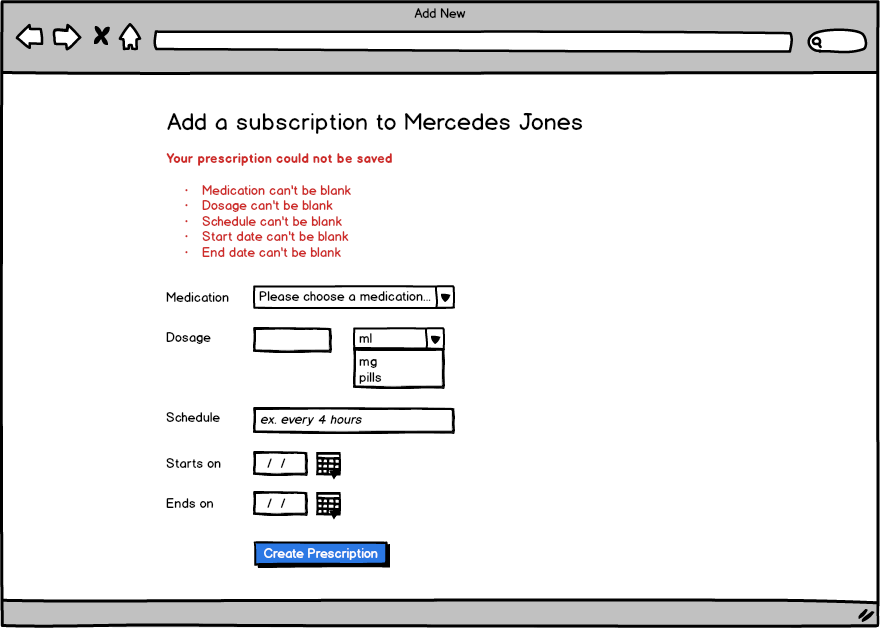 Add New
Add a subscription to Mercedes Jones
Your prescription could not be saved
· Medication can't be blank
· Dosage can't be blank
· Schedule can't be blank
· Start date can't be blank
· End date can't be blank
Medication Please choose a medication...
Dosage ml
mg
pills
Schedule ex. every 4 hours
Starts on / /
Ends on / /
Create Prescription